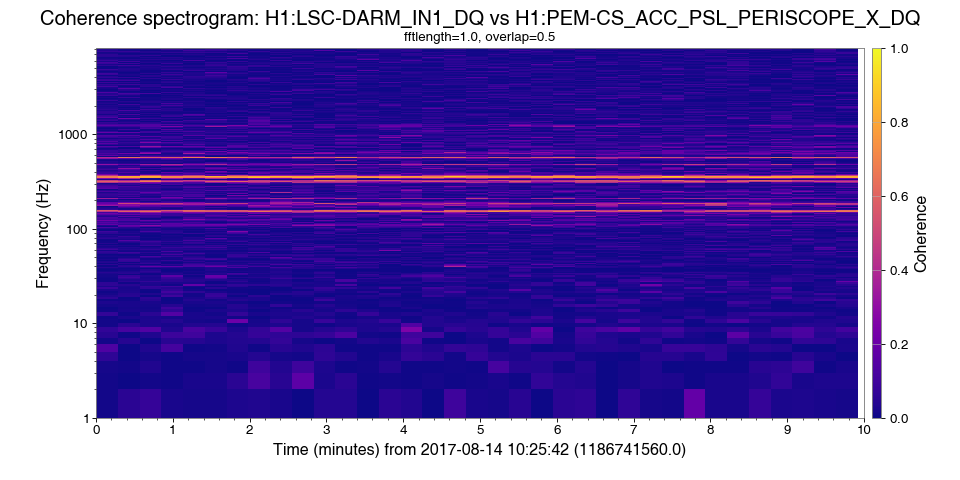 Coherence spectrogram: H1:LSC-DARM_IN1_DQ vs H1:PEM-CS_ACC_PSL_PERISCOPE_X_DQ
fftlength=1.0, overlap=0.5
Frequency (Hz)
1000
100
10
1
0 1 2 3 4 5 6 7 8 9 10
Time (minutes) from 2017-08-14 10:25:42 (1186741560.0)
1.0
0.8
0.6
0.4
0.2
0.0
Coherence